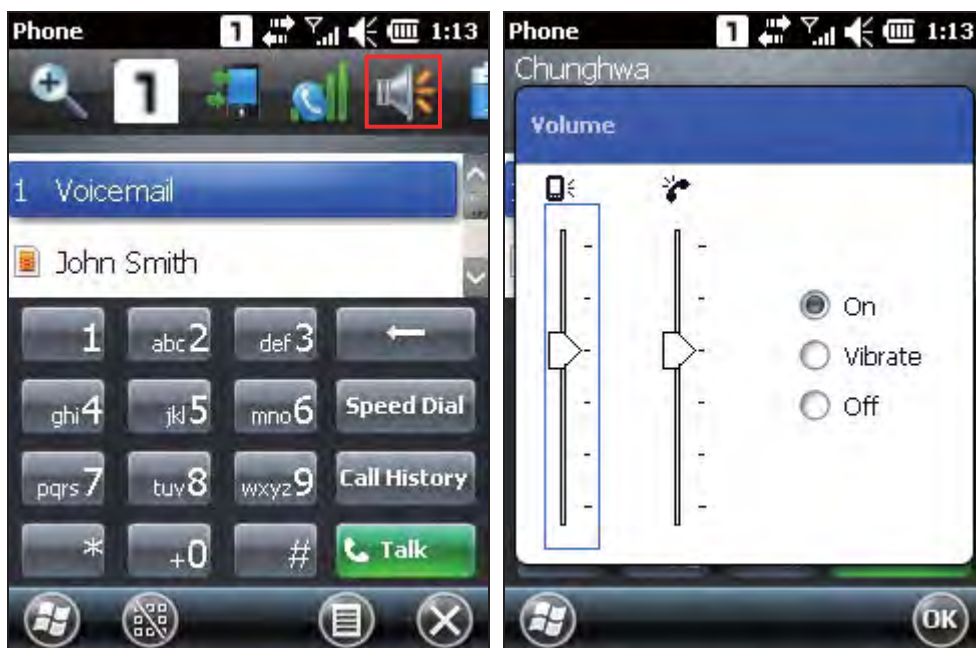 Phone 1 1:13
1
1 Voicemail
John Smith
1 abc 2 def 3
ghi 4 jkl 5 mno 6 Speed Dial
pqrs 7 tuv 8 wxyz 9 Call History
* +0 # Talk
Phone 1 1:13
Chunghwa
Volume
On
Vibrate
Off
OK